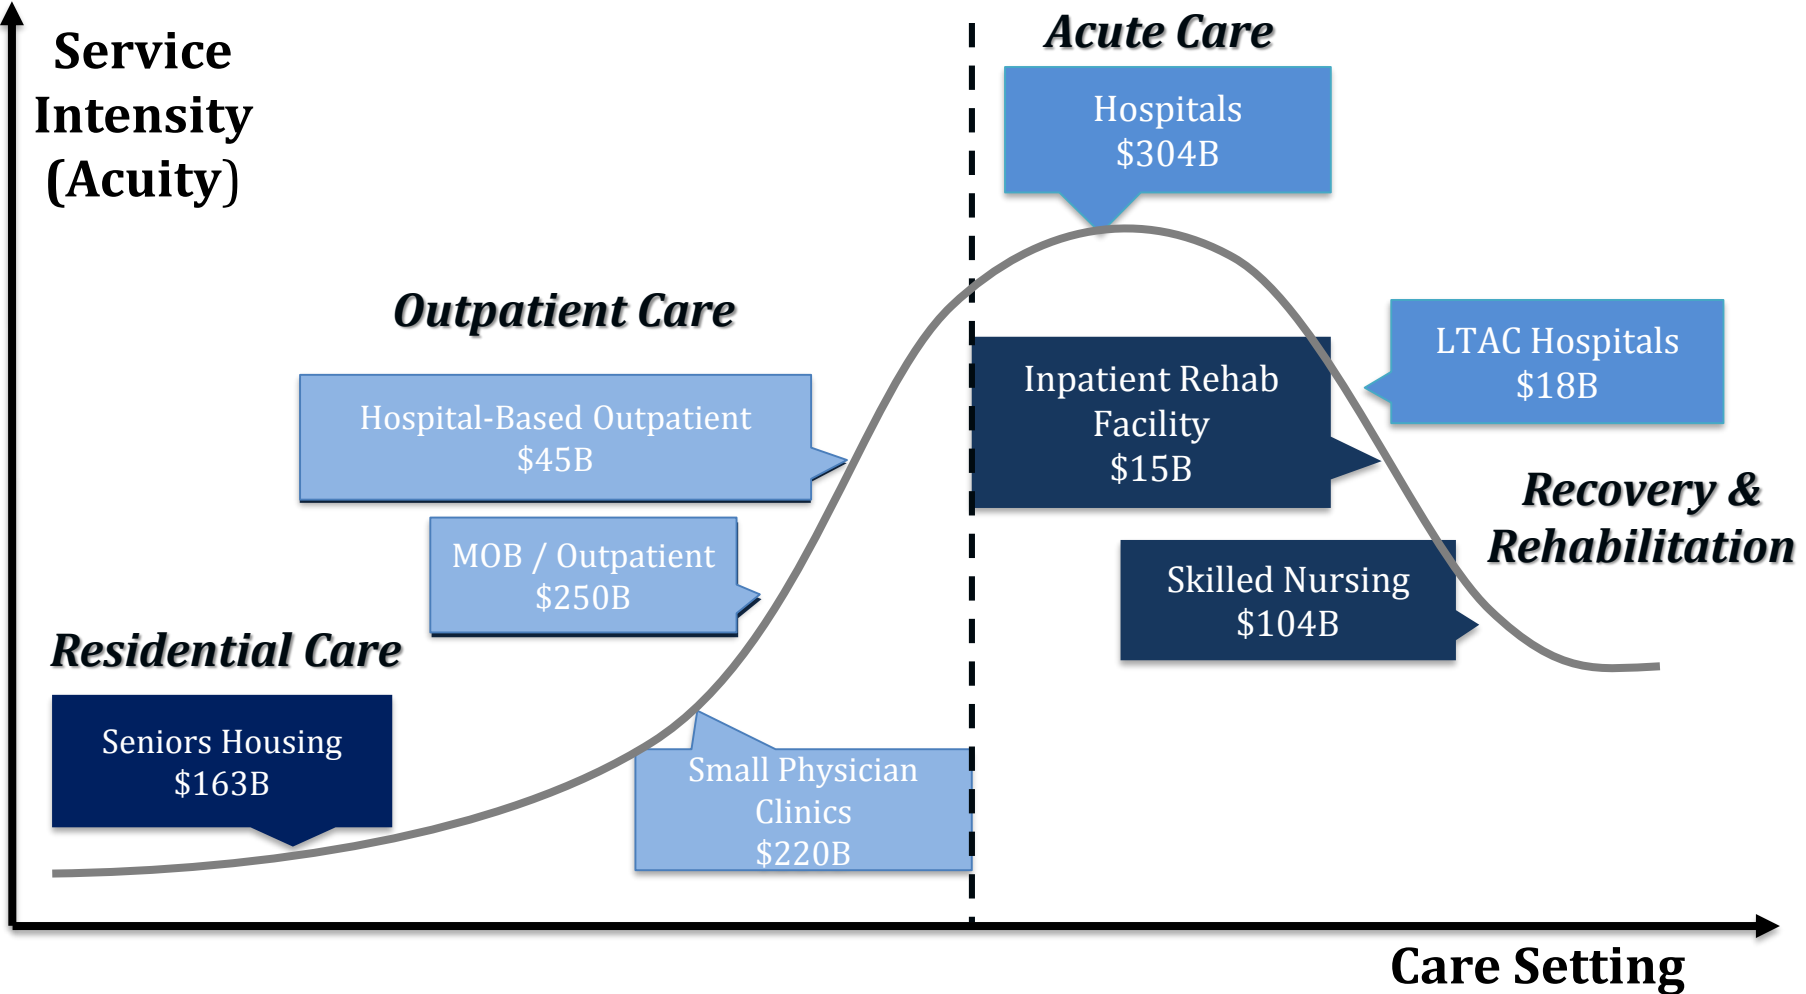 Service
Intensity
(Acuity)
Acute Care
Hospitals
$304B
Outpatient Care
Hospital-Based Outpatient
$45B
MOB / Outpatient
$250B
Inpatient Rehab
Facility
$15B
LTAC Hospitals
$18B
Recovery &
Rehabilitation
Skilled Nursing
$104B
Residential Care
Seniors Housing
$163B
Small Physician
Clinics
$220B
Care Setting